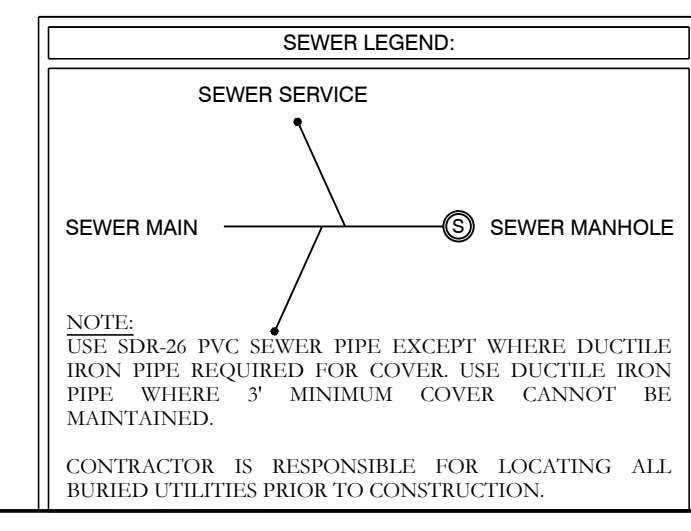 SEWER LEGEND:
SEWER SERVICE
SEWER MAIN
S
SEWER MANHOLE
NOTE:
USE SDR-26 PVC SEWER PIPE EXCEPT WHERE DUCTILE
IRON PIPE REQUIRED FOR COVER. USE DUCTILE IRON
PIPE WHERE 3' MINIMUM COVER CANNOT BE
MAINTAINED.
CONTRACTOR IS RESPONSIBLE FOR LOCATING ALL
BURIED UTILITIES PRIOR TO CONSTRUCTION.